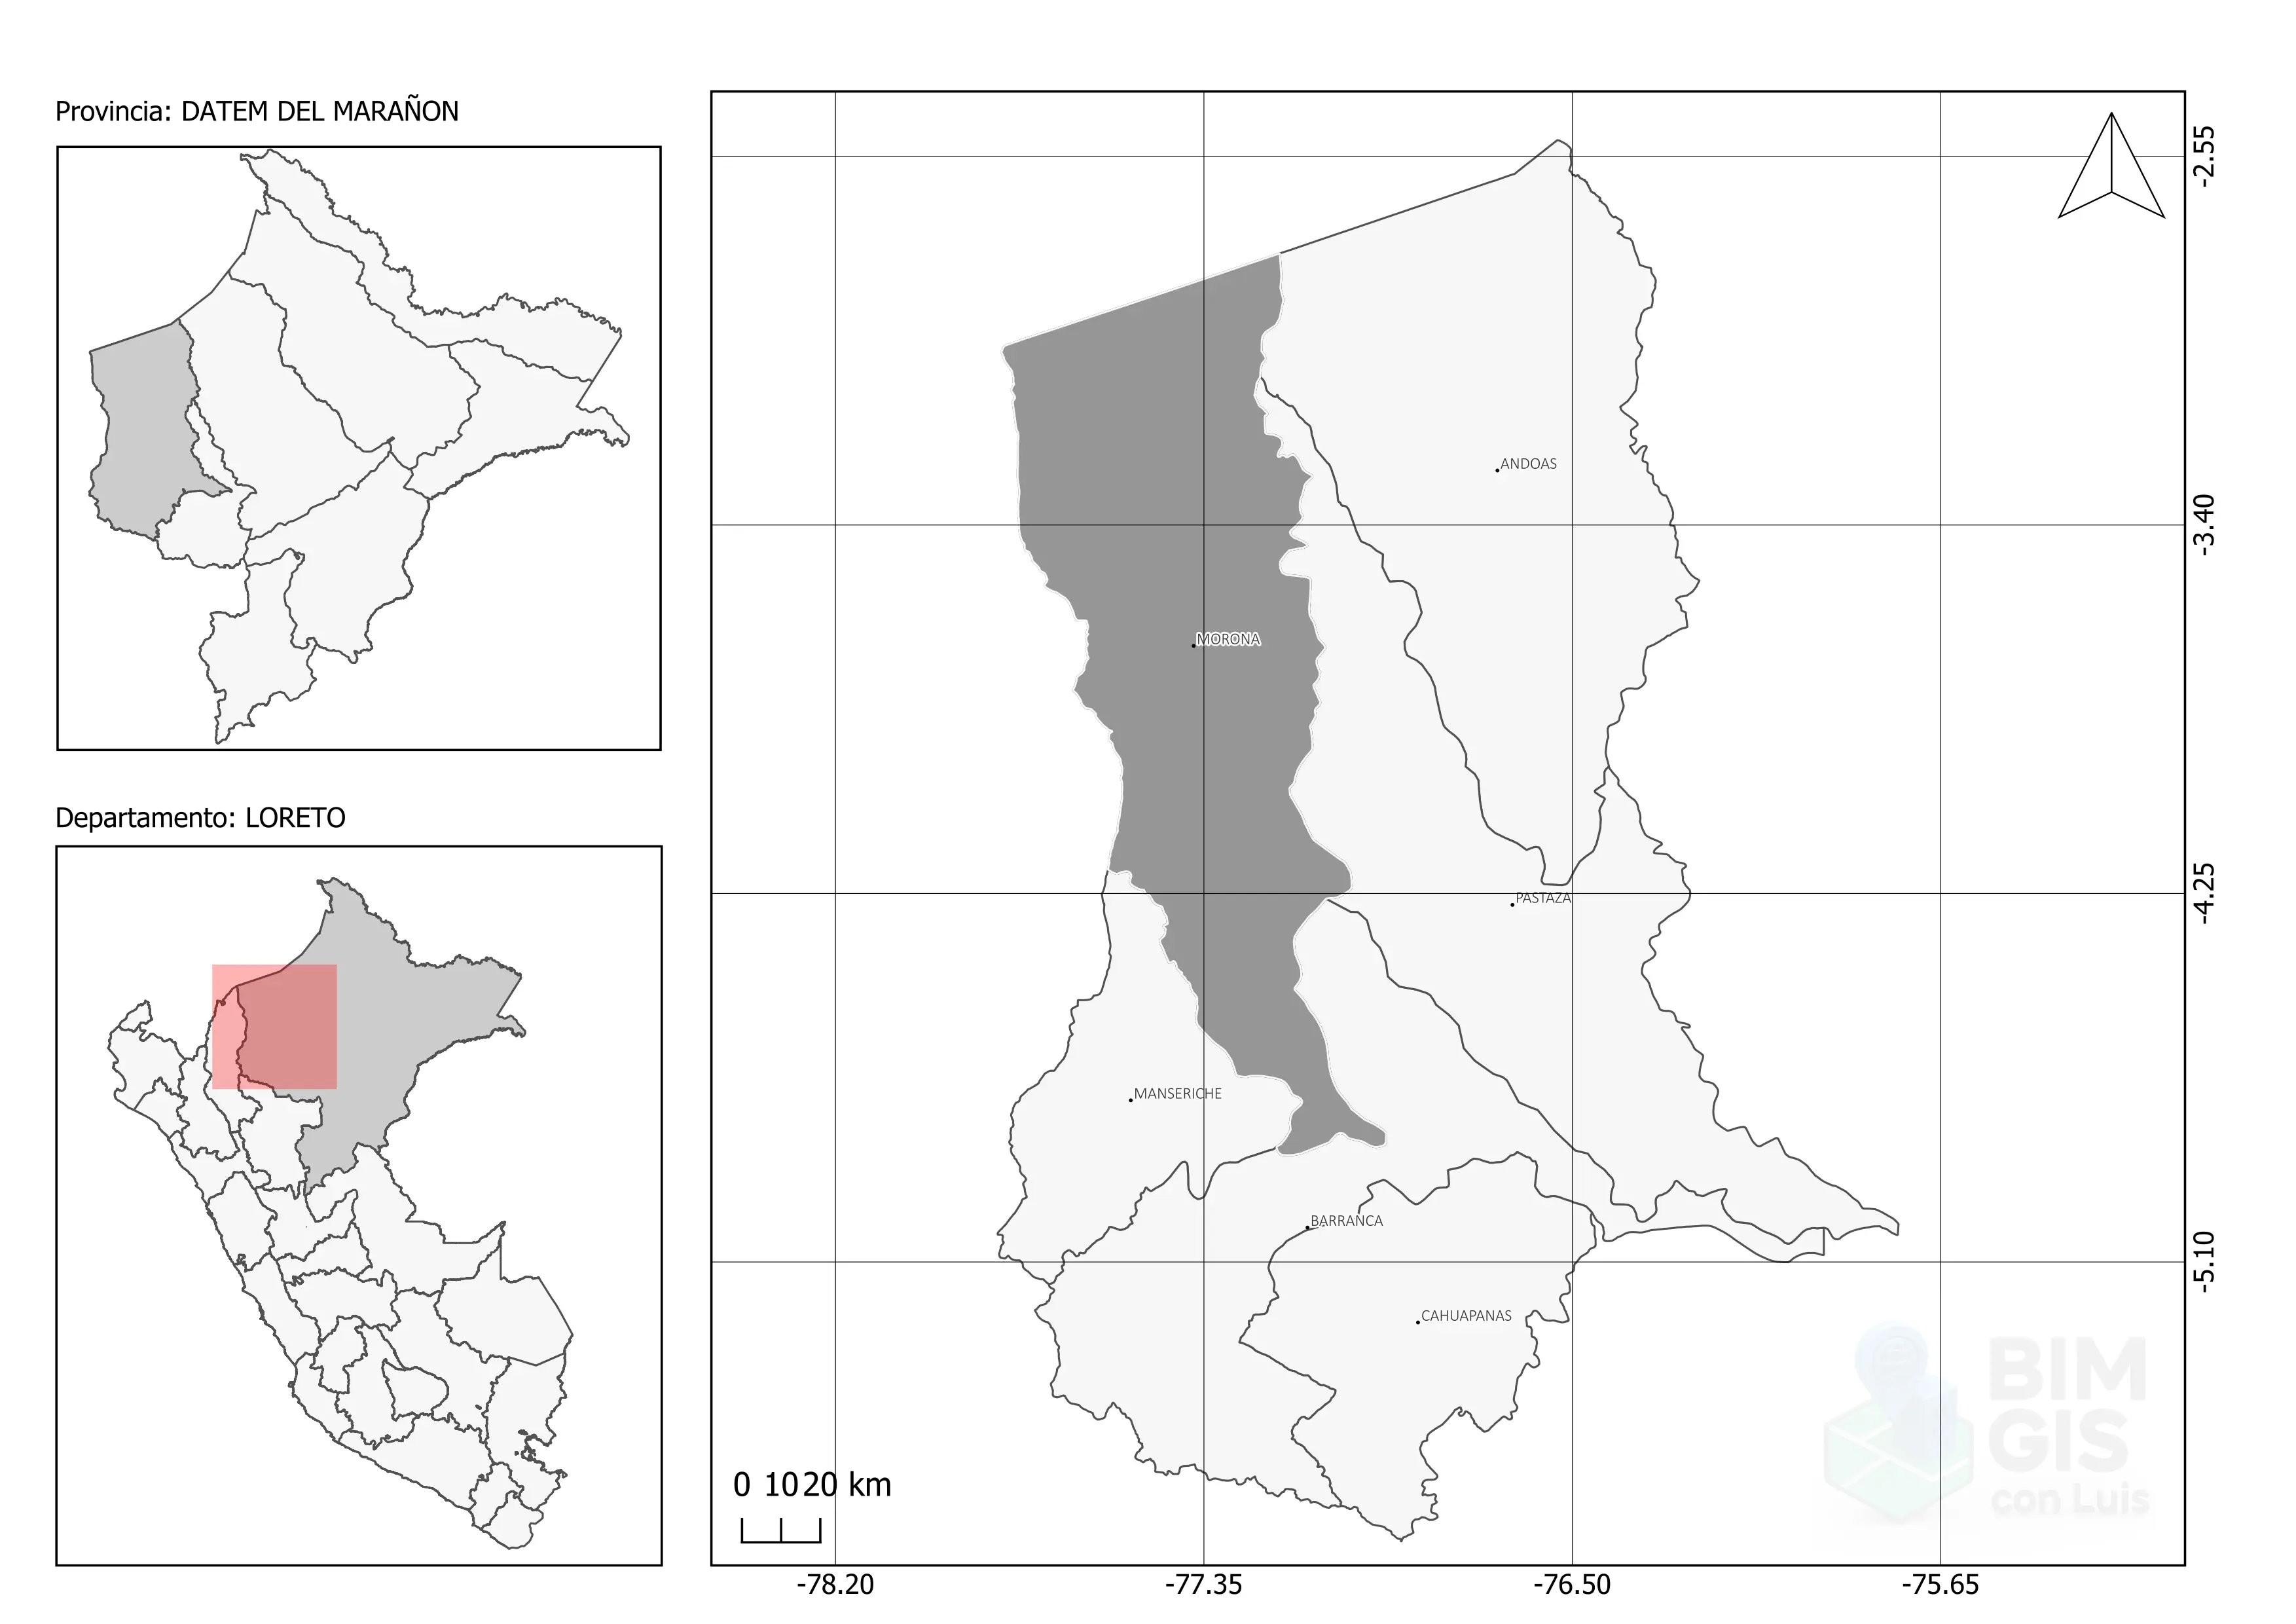 Provincia: DATEM DEL MARAÑON
Departamento: LORETO
ANDOAS
MORONA
PASTAZA
MANSERICHE
BARRANCA
CAHUAPANAS
-2.55
-3.40
-4.25
-5.10
0 10 20 km
-78.20
-77.35
-76.50
-75.65
BIM
GIS
con Luis